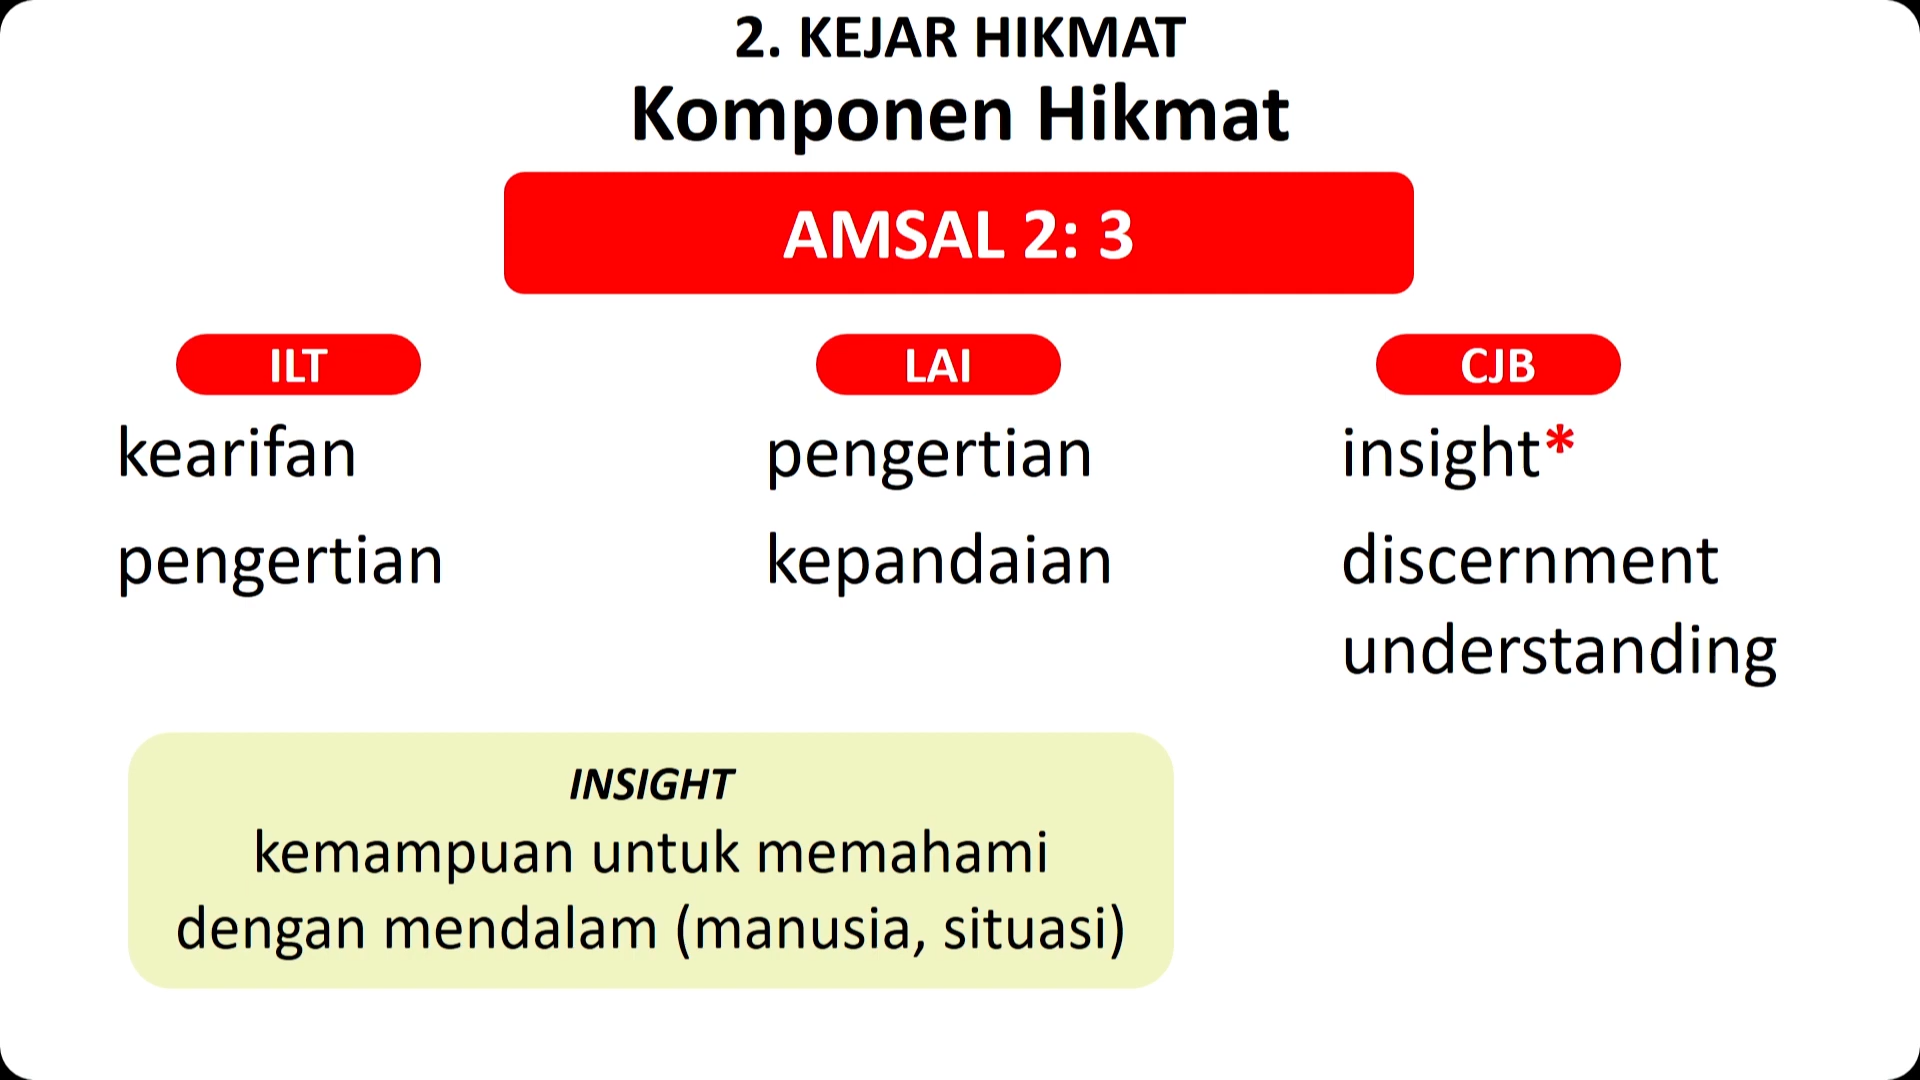 2. KEJAR HIKMAT
Komponen Hikmat
AMSAL 2: 3
ILT
kearifan
pengertian
LAI
pengertian
kepandaian
CJB
insight*
discernment
understanding
INSIGHT
kemampuan untuk memahami
dengan mendalam (manusia, situasi)